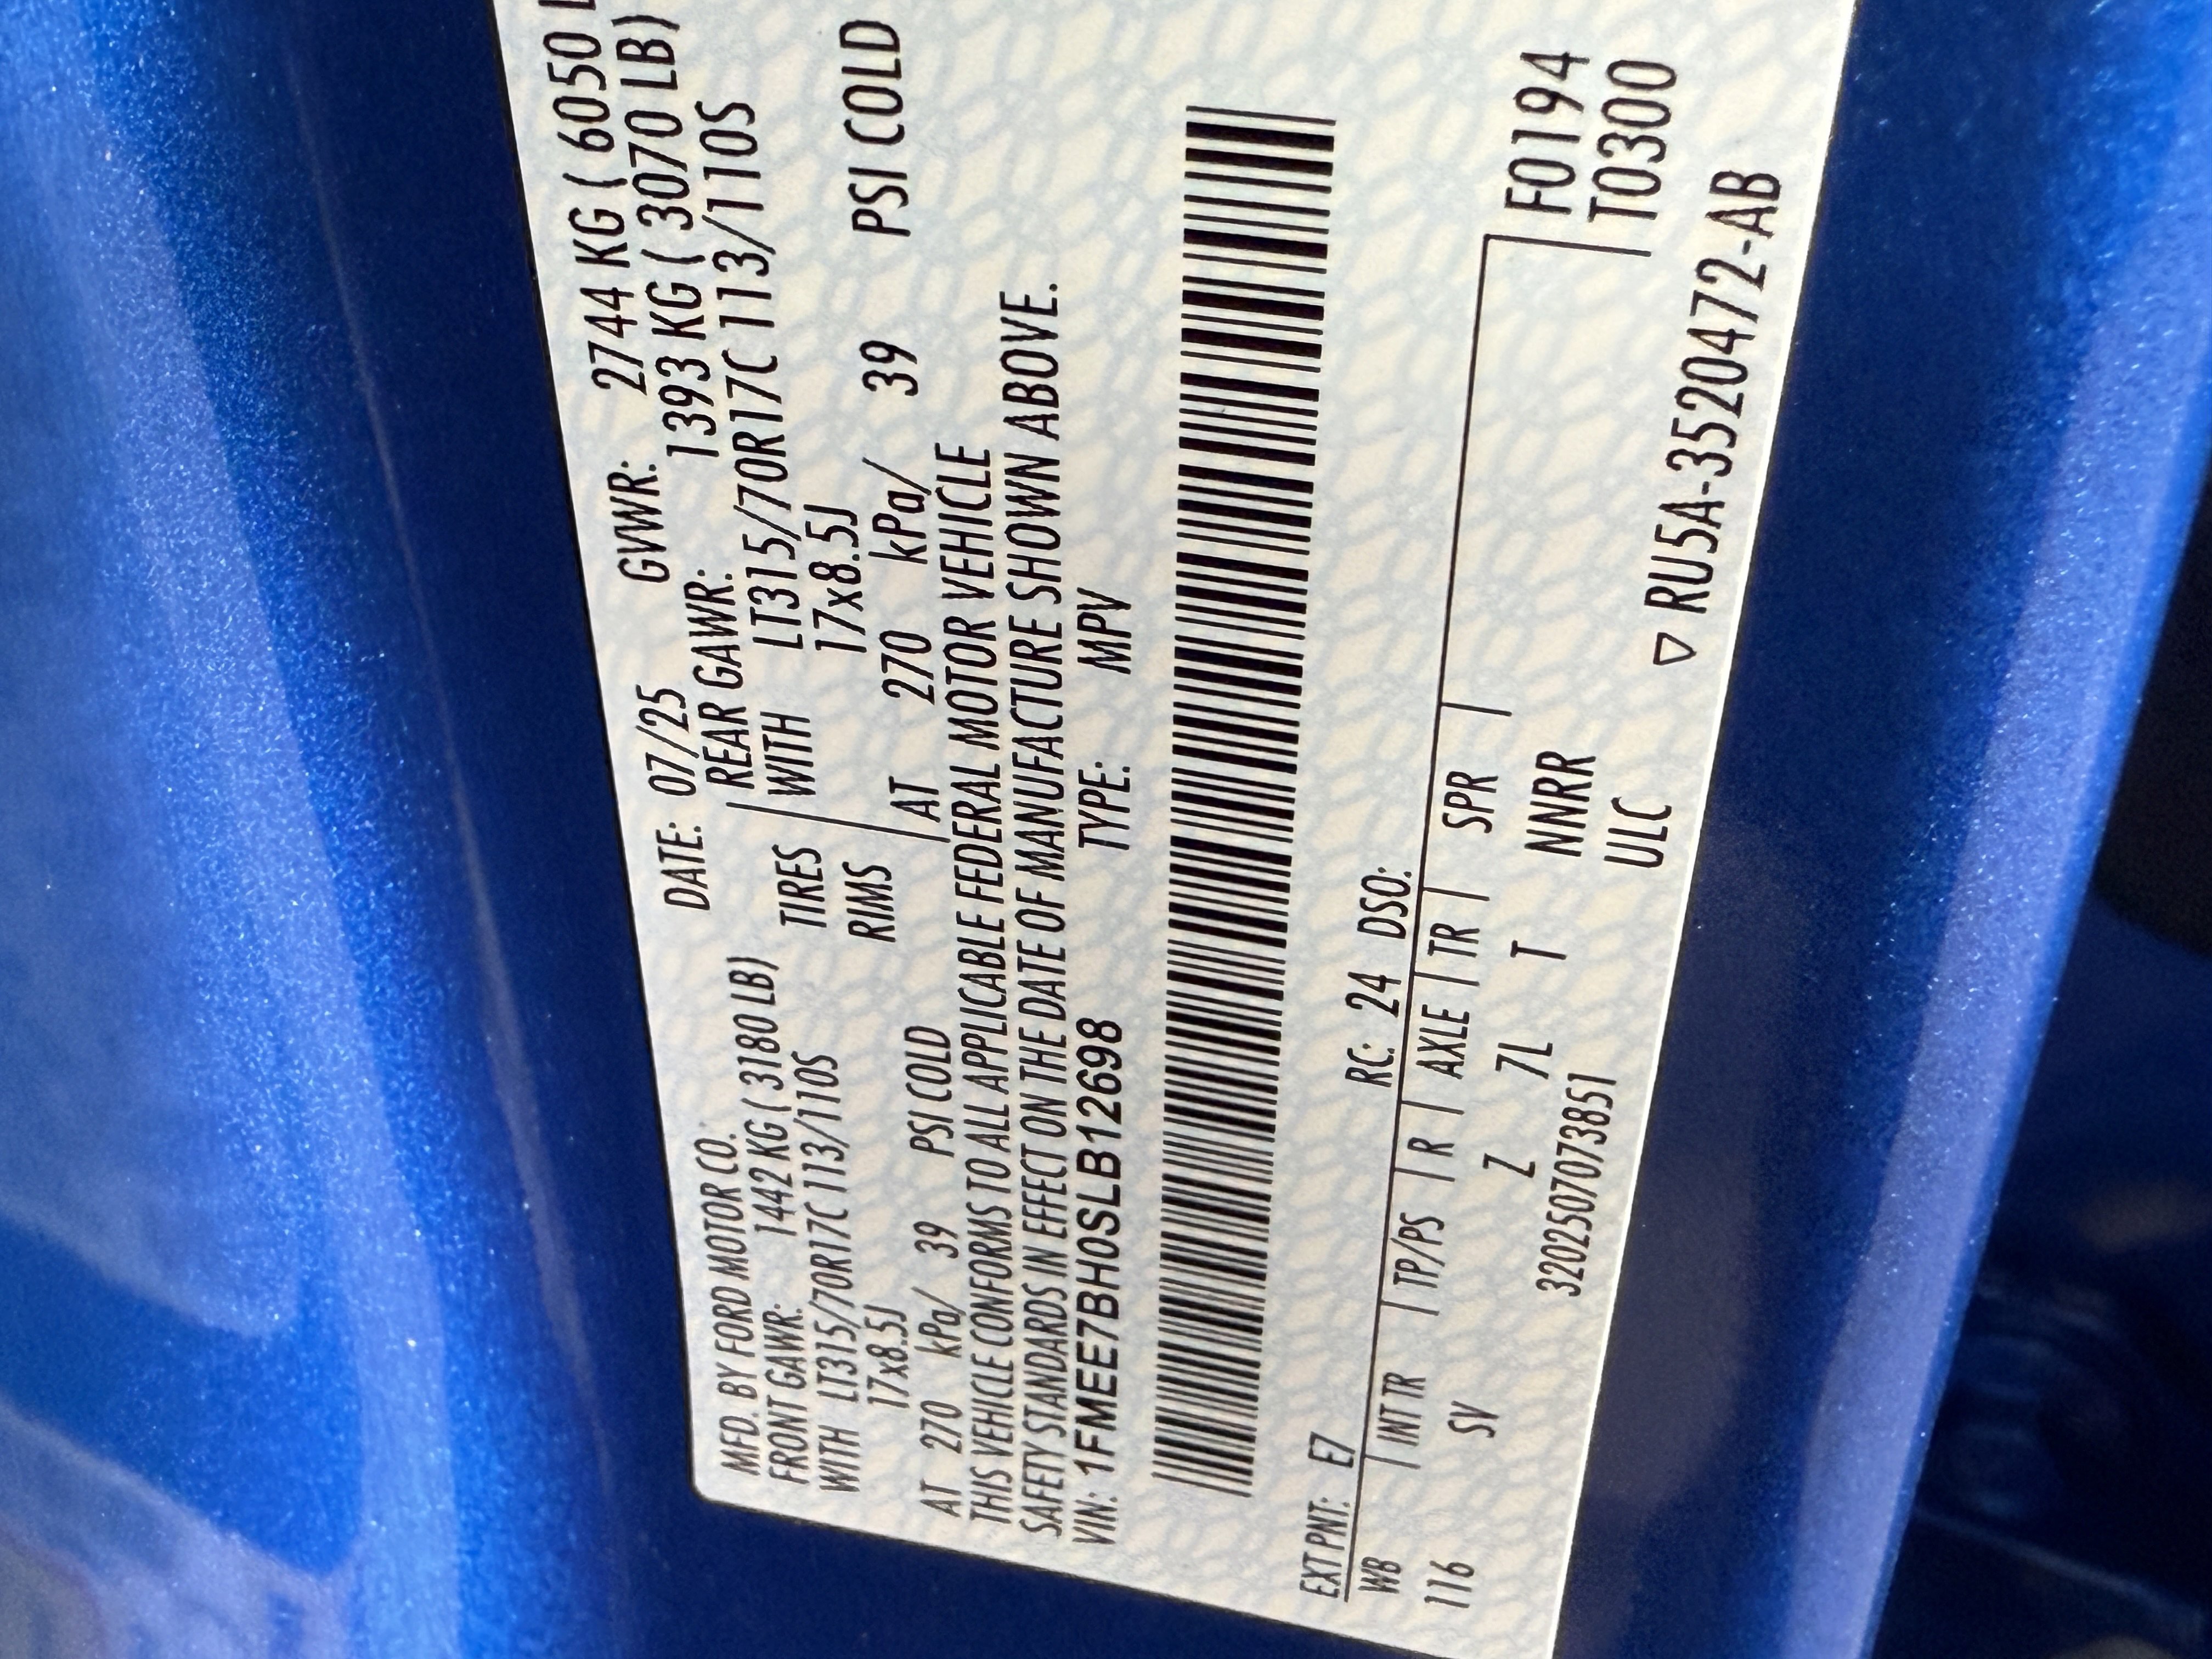 MFD. BY FORD MOTOR CO.
DATE: 07/25 GVWR: 2744 KG ( 6050
FRONT GAWR: 1442 KG ( 3180 LB)
REAR GAWR: 1393 KG ( 3070 LB)
WITH LT315/70R17C 113/110S TIRES WITH LT315/70R17C 113/110S
17x8.5J RIMS 17x8.5J
AT 270 kPa/ 39 PSI COLD AT 270 kPa/ 39 PSI COLD
THIS VEHICLE CONFORMS TO ALL APPLICABLE FEDERAL MOTOR VEHICLE
SAFETY STANDARDS IN EFFECT ON THE DATE OF MANUFACTURE SHOWN ABOVE.
VIN: 1FMEE7BH0SLB12698 TYPE: MPV
EXT PNT: E7 RC: 24 DSO:
WB | INT TR | TP/PS | R | AXLE | TR | SPR | F0194
116 SV Z 7L T NNRR T0300
3202507073851 ULC
▽ RU5A-3520472-AB